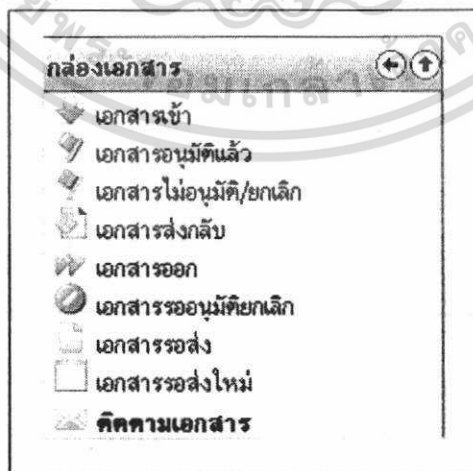 กล่องเอกสาร
เอกสารเข้า
เอกสารอนุมัติแล้ว
เอกสารไม่อนุมัติ/ยกเลิก
เอกสารส่งกลับ
เอกสารออก
เอกสารรออนุมัติยกเลิก
เอกสารรอส่ง
เอกสารรอส่งใหม่
ติดตามเอกสาร